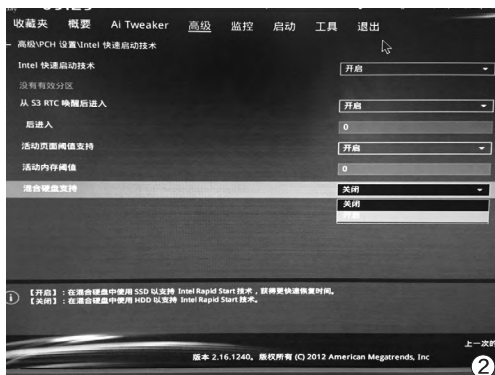 收藏夹 概要 Ai Tweaker 高级 监控 启动 工具 退出
高级\PCH 设置\Intel 快速启动技术
Intel 快速启动技术 开启
没有有效分区
从 S3 RTC 唤醒后进入 开启
后进入 0
活动页面阈值支持 开启
活动内存阈值 0
混合硬盘支持 关闭
关闭
开启
【开启】:在混合硬盘中使用 SSD 以支持 Intel Rapid Start 技术,获得更快速恢复时间。
【关闭】:在混合硬盘中使用 HDD 以支持 Intel Rapid Start 技术。
上一次的
版本 2.16.1240。版权所有 (C) 2012 American Megatrends, Inc
②